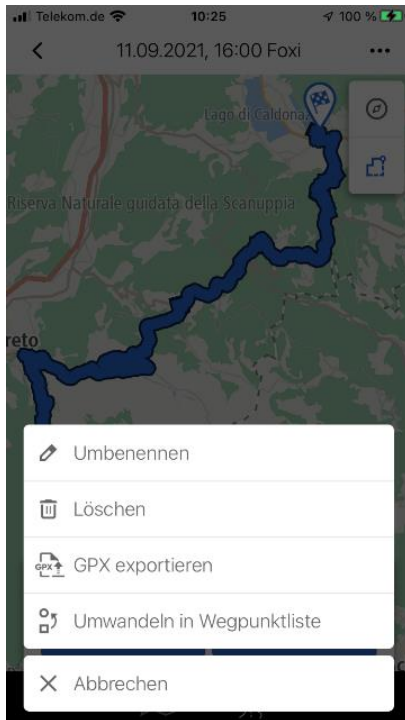 Telekom.de 10:25 100 %
11.09.2021, 16:00 Foxi
Lago di Caldonaz
Riserva Naturale guidata della Scanuppia
reto
Umbenennen
Löschen
GPX exportieren
Umwandeln in Wegpunktliste
Abbrechen